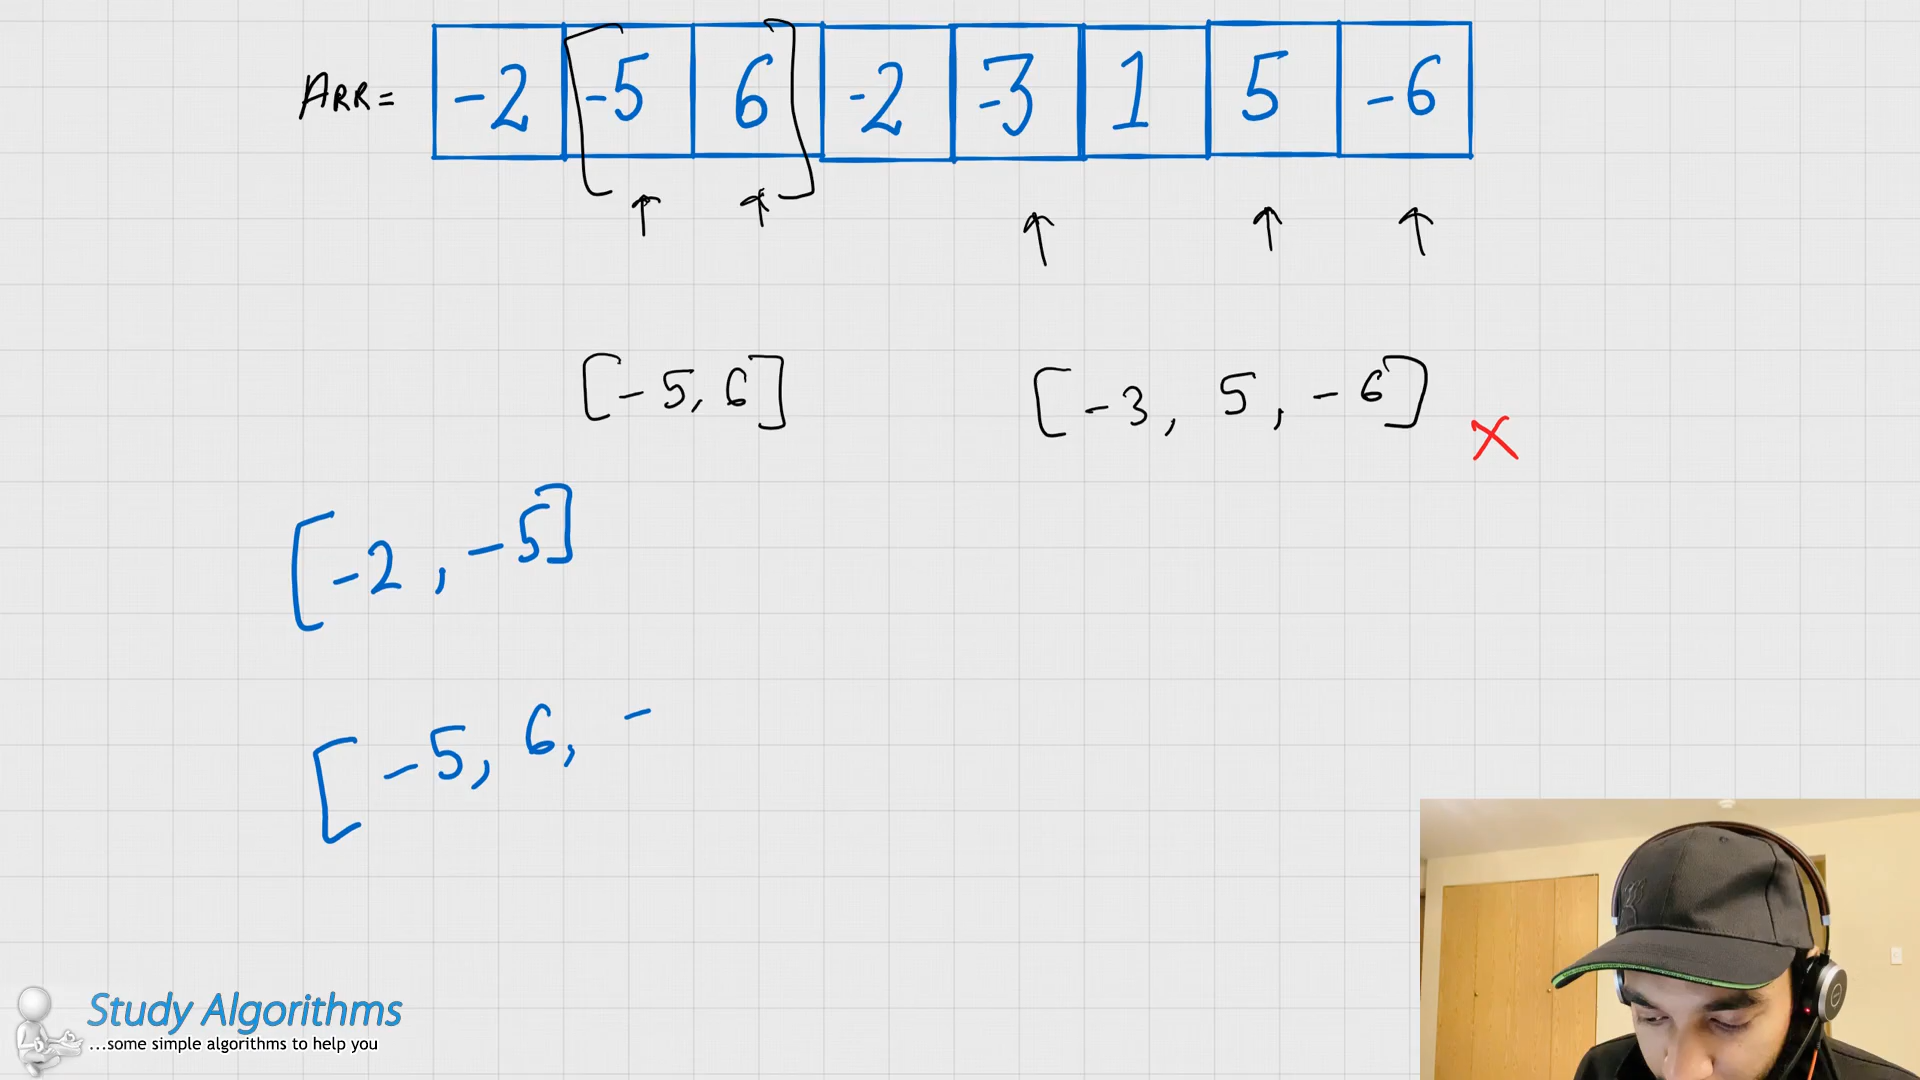 ARR = -2 -5 6 -2 -3 1 5 -6
[-5, 6] [-3, 5, -6] X
[-2, -5]
[-5, 6, -
Study Algorithms
...some simple algorithms to help you